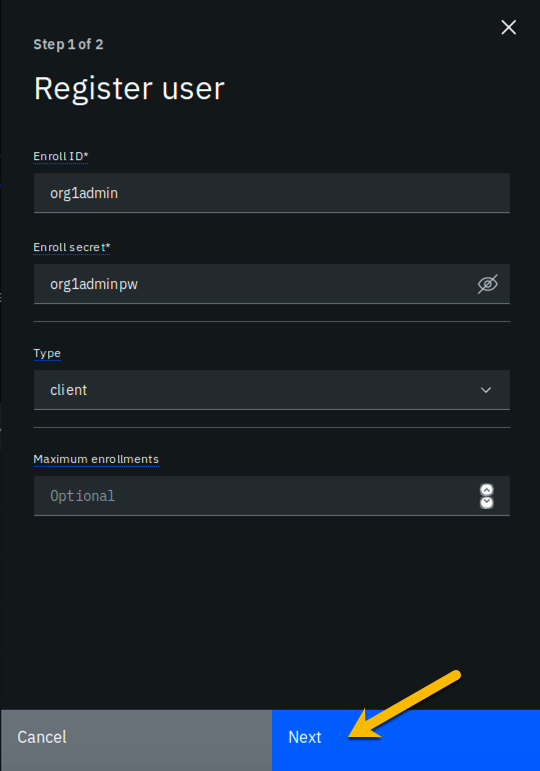 Step 1 of 2
Register user
Enroll ID*
org1admin
Enroll secret*
org1adminpw
Type
client
Maximum enrollments
Optional
Cancel
Next